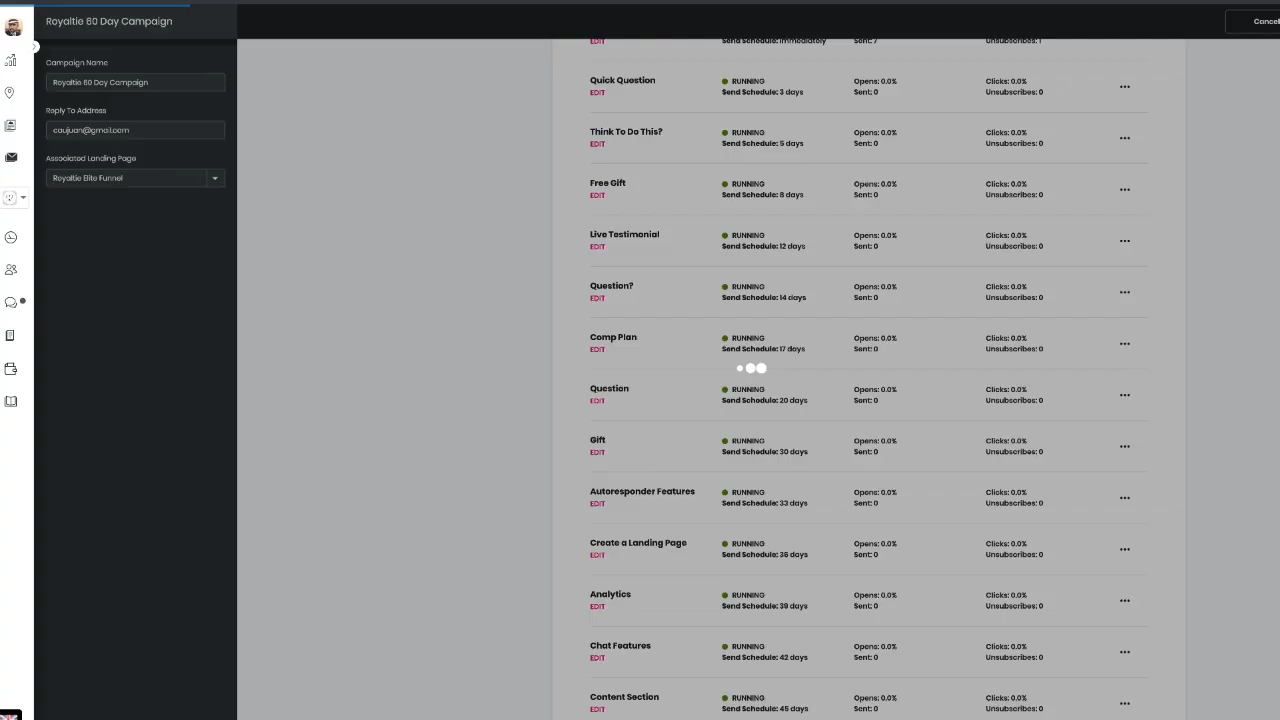 Royaltie 60 Day Campaign
Cancel
Campaign Name
Royaltie 60 Day Campaign
Reply To Address
caujuan@gmail.com
Associated Landing Page
Royaltie Elite Funnel
EDIT
Send Schedule: Immediately
Sent: 7
Unsubscribes: 1
Quick Question
RUNNING
Opens: 0.0%
Clicks: 0.0%
EDIT
Send Schedule: 3 days
Sent: 0
Unsubscribes: 0
Think To Do This?
RUNNING
Opens: 0.0%
Clicks: 0.0%
EDIT
Send Schedule: 5 days
Sent: 0
Unsubscribes: 0
Free Gift
RUNNING
Opens: 0.0%
Clicks: 0.0%
EDIT
Send Schedule: 8 days
Sent: 0
Unsubscribes: 0
Live Testimonial
RUNNING
Opens: 0.0%
Clicks: 0.0%
EDIT
Send Schedule: 12 days
Sent: 0
Unsubscribes: 0
Question?
RUNNING
Opens: 0.0%
Clicks: 0.0%
EDIT
Send Schedule: 14 days
Sent: 0
Unsubscribes: 0
Comp Plan
RUNNING
Opens: 0.0%
Clicks: 0.0%
EDIT
Send Schedule: 17 days
Sent: 0
Unsubscribes: 0
Question
RUNNING
Opens: 0.0%
Clicks: 0.0%
EDIT
Send Schedule: 20 days
Sent: 0
Unsubscribes: 0
Gift
RUNNING
Opens: 0.0%
Clicks: 0.0%
EDIT
Send Schedule: 30 days
Sent: 0
Unsubscribes: 0
Autoresponder Features
RUNNING
Opens: 0.0%
Clicks: 0.0%
EDIT
Send Schedule: 33 days
Sent: 0
Unsubscribes: 0
Create a Landing Page
RUNNING
Opens: 0.0%
Clicks: 0.0%
EDIT
Send Schedule: 36 days
Sent: 0
Unsubscribes: 0
Analytics
RUNNING
Opens: 0.0%
Clicks: 0.0%
EDIT
Send Schedule: 39 days
Sent: 0
Unsubscribes: 0
Chat Features
RUNNING
Opens: 0.0%
Clicks: 0.0%
EDIT
Send Schedule: 42 days
Sent: 0
Unsubscribes: 0
Content Section
RUNNING
Opens: 0.0%
Clicks: 0.0%
EDIT
Send Schedule: 45 days
Sent: 0
Unsubscribes: 0